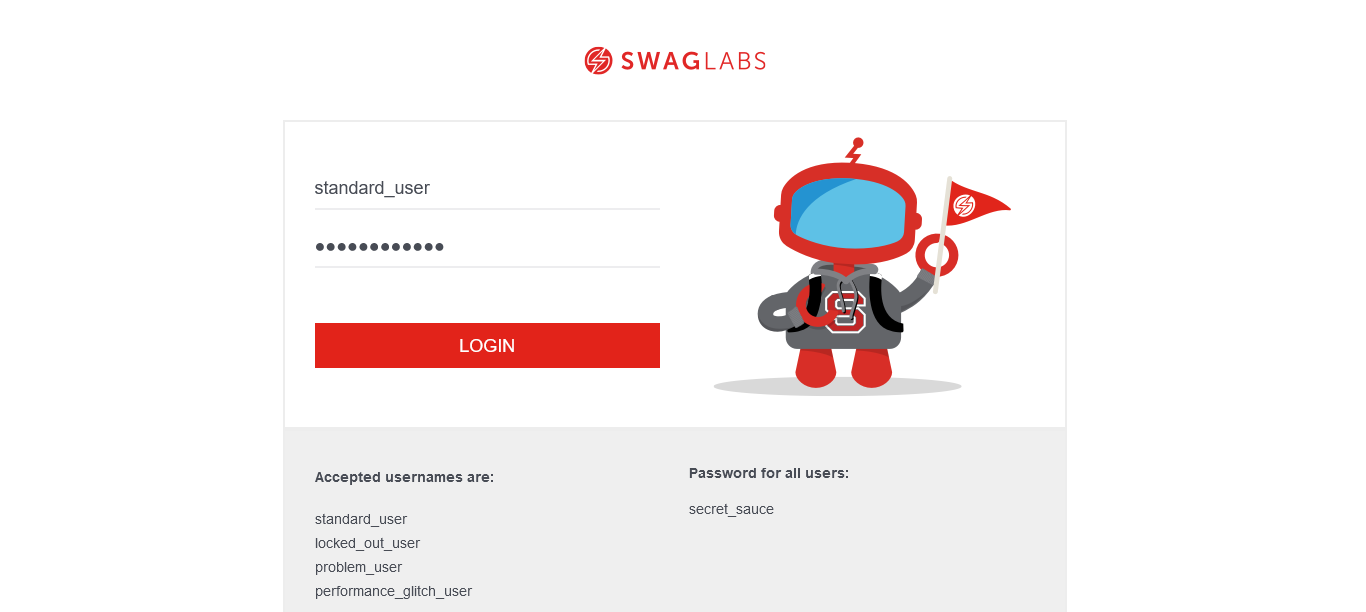 SWAGLABS
standard_user
●●●●●●●●●●●●
LOGIN
S
Accepted usernames are:
standard_user
locked_out_user
problem_user
performance_glitch_user
Password for all users:
secret_sauce